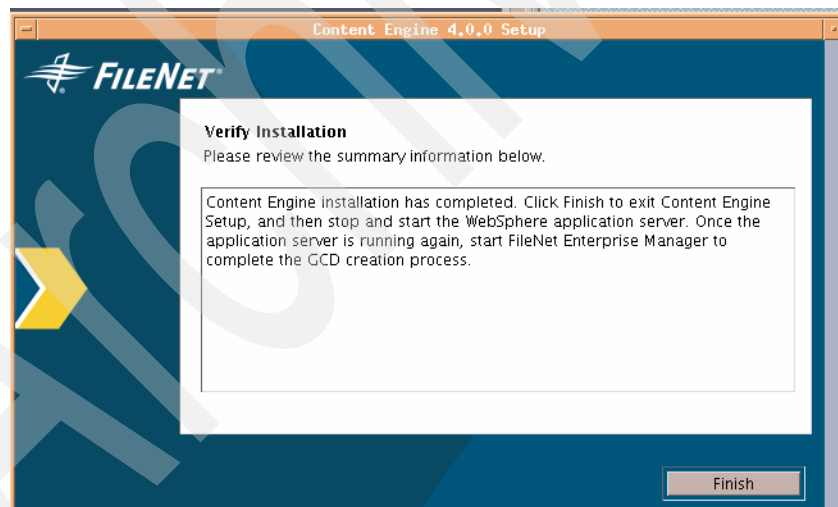 Content Engine 4.0.0 Setup
FILENET
Verify Installation
Please review the summary information below.
Content Engine installation has completed. Click Finish to exit Content Engine
Setup, and then stop and start the WebSphere application server. Once the
application server is running again, start FileNet Enterprise Manager to
complete the GCD creation process.
Finish